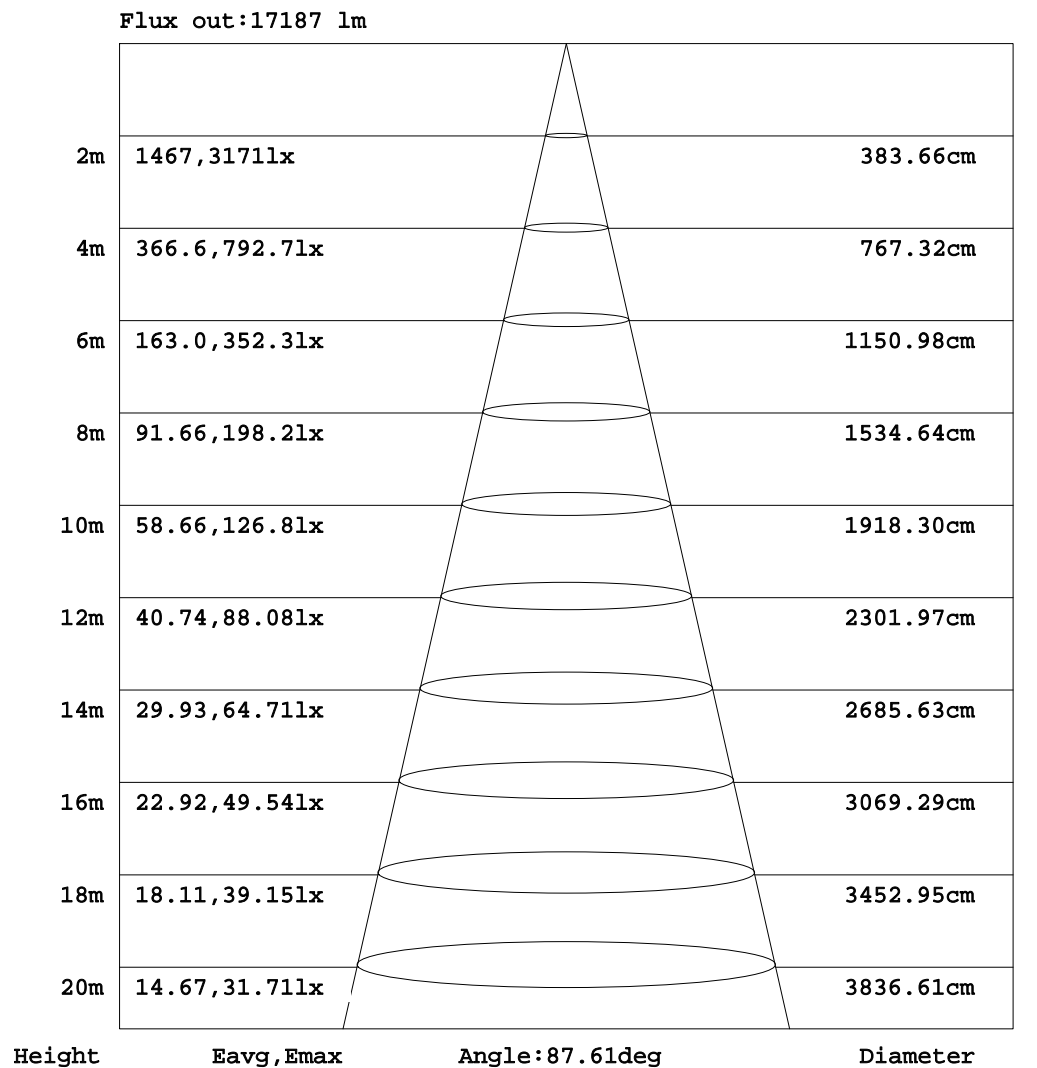 Flux out:17187 lm
2m 1467,3171lx 383.66cm
4m 366.6,792.7lx 767.32cm
6m 163.0,352.3lx 1150.98cm
8m 91.66,198.2lx 1534.64cm
10m 58.66,126.8lx 1918.30cm
12m 40.74,88.08lx 2301.97cm
14m 29.93,64.71lx 2685.63cm
16m 22.92,49.54lx 3069.29cm
18m 18.11,39.15lx 3452.95cm
20m 14.67,31.71lx 3836.61cm
Height Eavg,Emax Angle:87.61deg Diameter